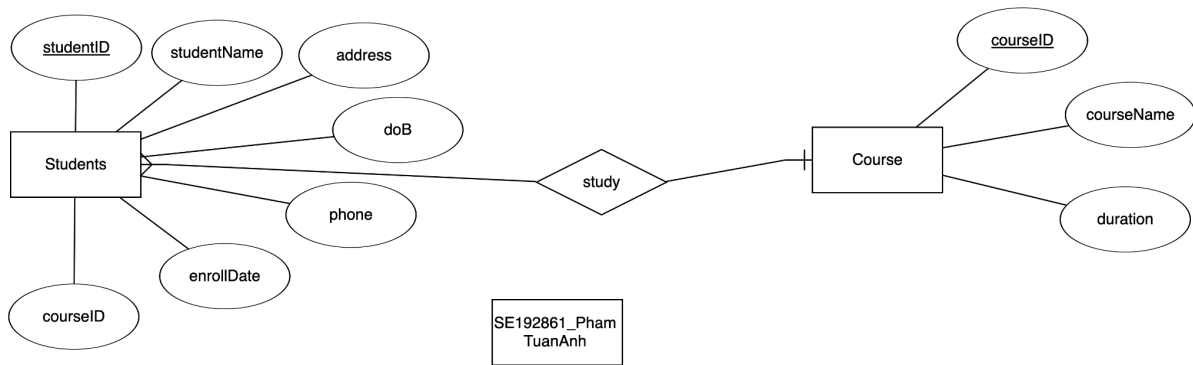 studentID
studentName
address
doB
phone
enrollDate
courseID
Students
study
Course
courseID
courseName
duration
SE192861_Pham
TuanAnh